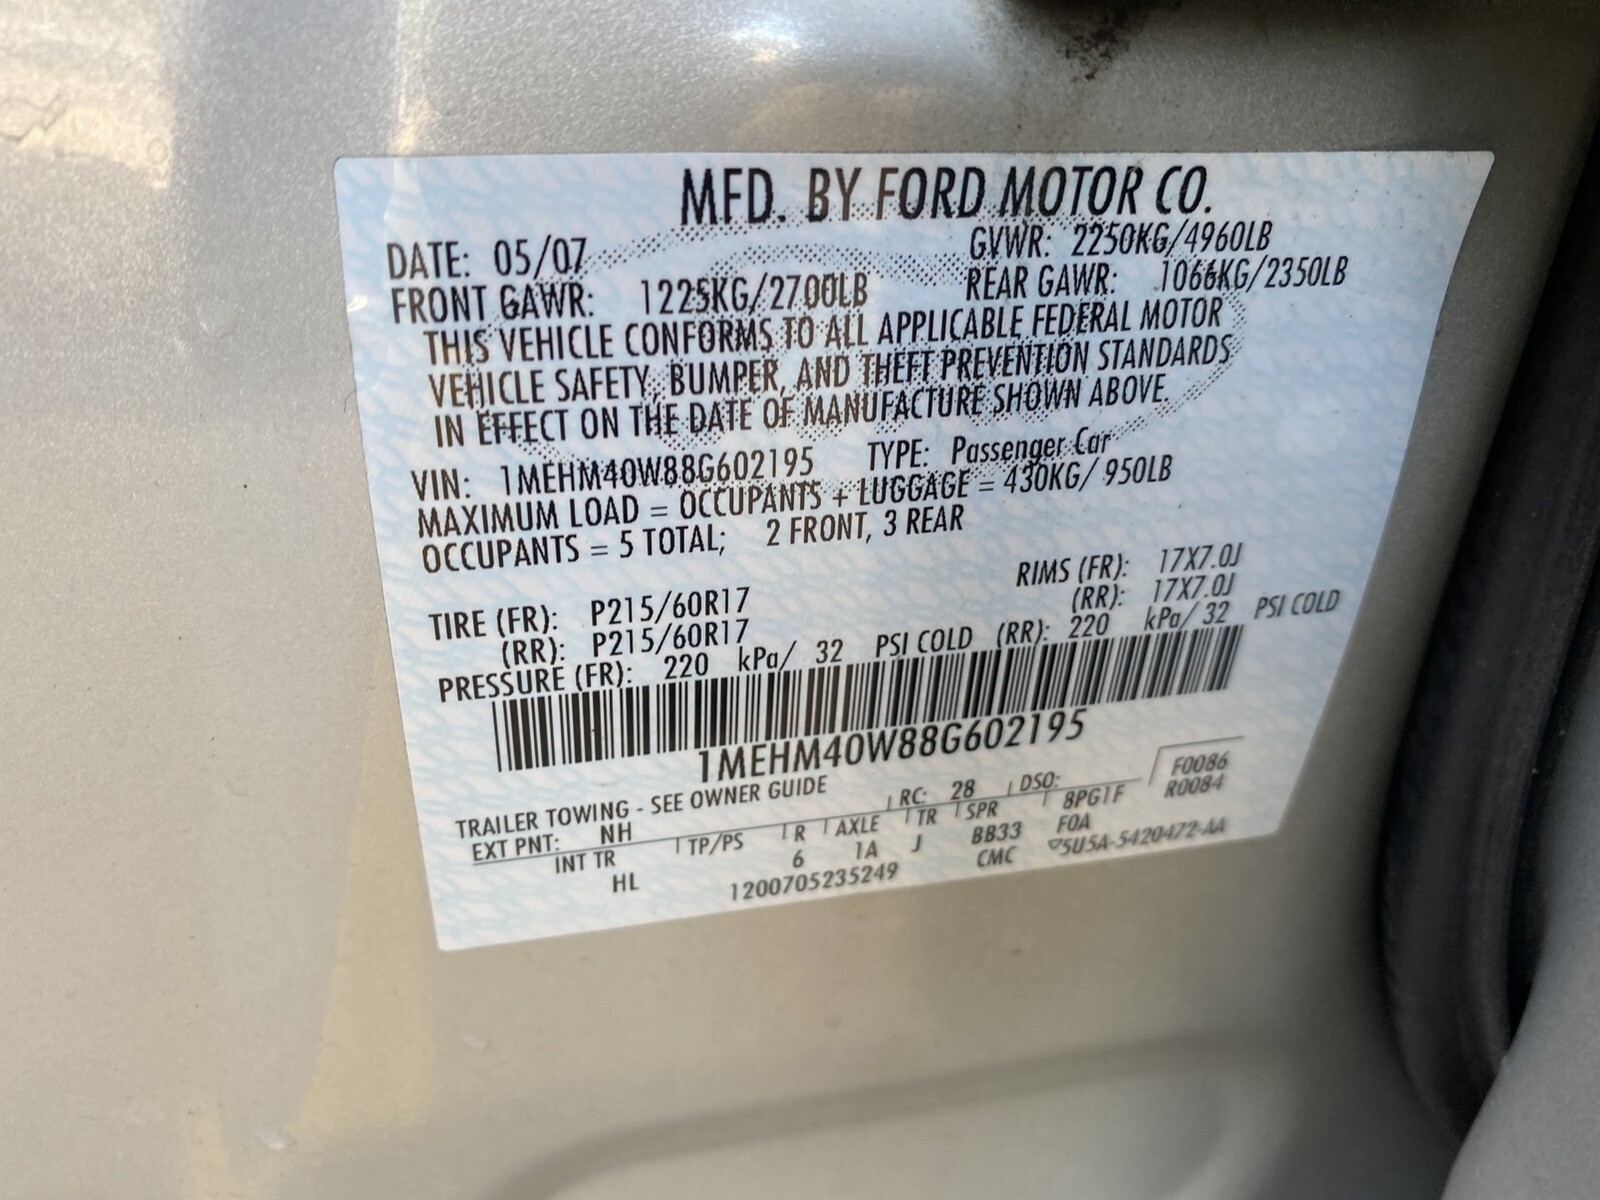 MFD. BY FORD MOTOR CO.
DATE: 05/07 GVWR: 2250KG/4960LB
FRONT GAWR: 1225KG/2700LB REAR GAWR: 1066KG/2350LB
THIS VEHICLE CONFORMS TO ALL APPLICABLE FEDERAL MOTOR
VEHICLE SAFETY, BUMPER, AND THEFT PREVENTION STANDARDS
IN EFFECT ON THE DATE OF MANUFACTURE SHOWN ABOVE.
VIN: 1MEHM40W88G602195 TYPE: Passenger Car
MAXIMUM LOAD = OCCUPANTS + LUGGAGE = 430KG/ 950LB
OCCUPANTS = 5 TOTAL; 2 FRONT, 3 REAR
TIRE (FR): P215/60R17 RIMS (FR): 17X7.0J
(RR): P215/60R17 (RR): 17X7.0J
PRESSURE (FR): 220 kPa/ 32 PSI COLD (RR): 220 kPa/ 32 PSI COLD
1MEHM40W88G602195
TRAILER TOWING - SEE OWNER GUIDE
EXT PNT: NH RC: 28 DSO: F0086
R0084
INT TR TP/PS R AXLE TR SPR 8PG1F
HL 6 1A J BB33 FOA
1200705235249 CMC ▽5U5A-5420472-AA